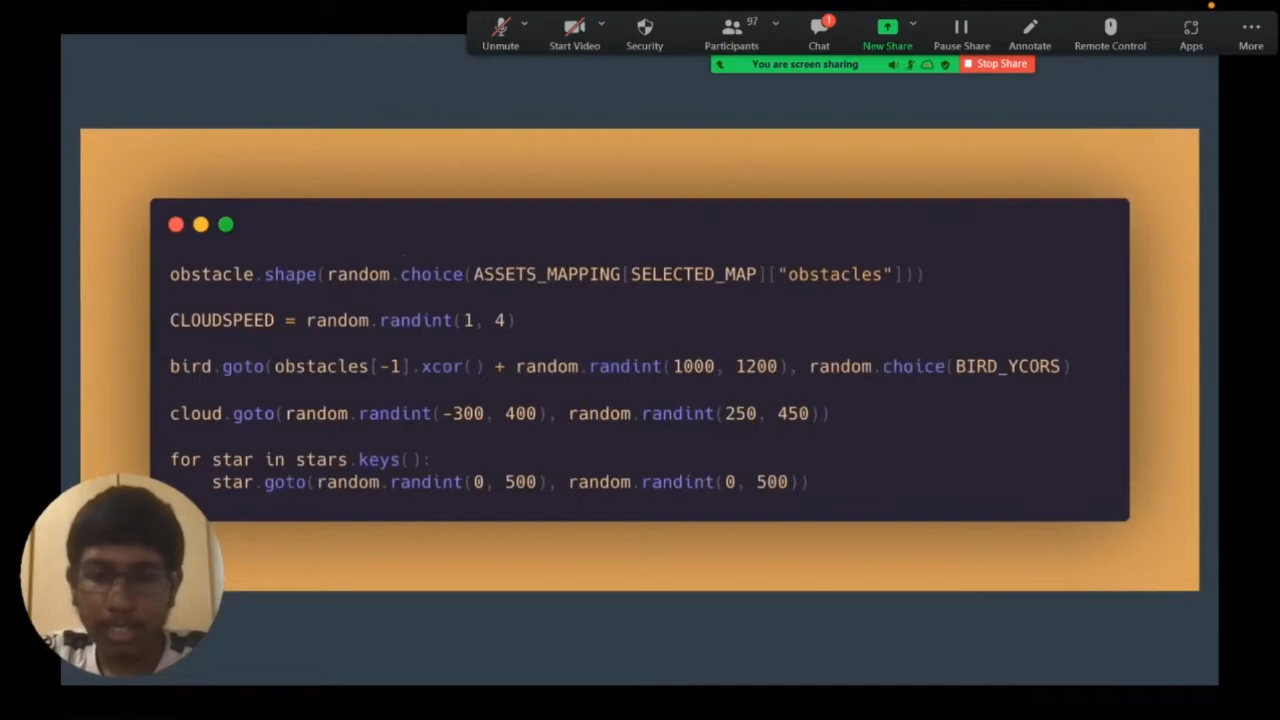 97
Unmute
Start Video
Security
Participants
Chat
1
New Share
Pause Share
Annotate
Remote Control
Apps
More
You are screen sharing
Stop Share
obstacle.shape(random.choice(ASSETS_MAPPING[SELECTED_MAP]["obstacles"]))
CLOUDSPEED = random.randint(1, 4)
bird.goto(obstacles[-1].xcor() + random.randint(1000, 1200), random.choice(BIRD_YCORS)
cloud.goto(random.randint(-300, 400), random.randint(250, 450))
for star in stars.keys():
    star.goto(random.randint(0, 500), random.randint(0, 500))